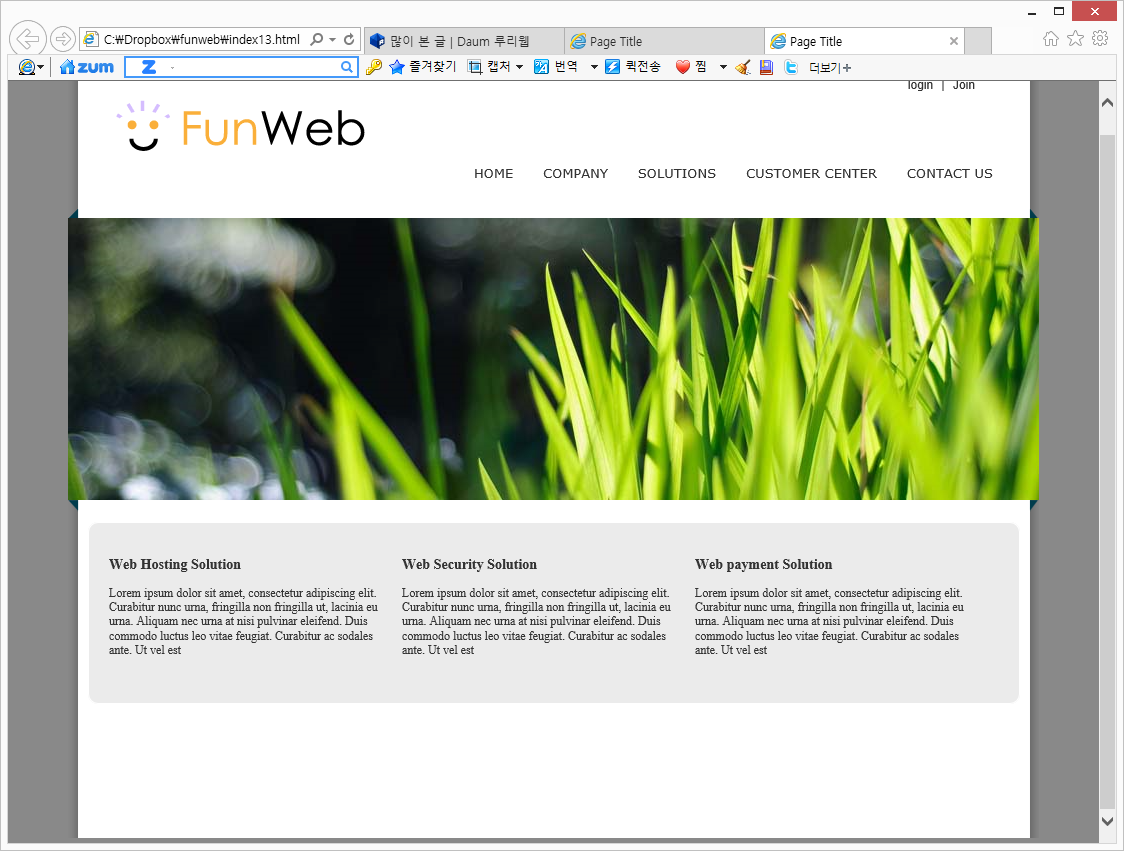 C:₩Dropbox₩funweb₩index13.html
많이 본 글 | Daum 루리웹
Page Title
Page Title
zum
Z
즐겨찾기
캡처
번역
퀵전송
찜
더보기+
login | Join
FunWeb
HOME COMPANY SOLUTIONS CUSTOMER CENTER CONTACT US
Web Hosting Solution
Lorem ipsum dolor sit amet, consectetur adipiscing elit.
Curabitur nunc urna, fringilla non fringilla ut, lacinia eu
urna. Aliquam nec urna at nisi pulvinar eleifend. Duis
commodo luctus leo vitae feugiat. Curabitur ac sodales
ante. Ut vel est
Web Security Solution
Lorem ipsum dolor sit amet, consectetur adipiscing elit.
Curabitur nunc urna, fringilla non fringilla ut, lacinia eu
urna. Aliquam nec urna at nisi pulvinar eleifend. Duis
commodo luctus leo vitae feugiat. Curabitur ac sodales
ante. Ut vel est
Web payment Solution
Lorem ipsum dolor sit amet, consectetur adipiscing elit.
Curabitur nunc urna, fringilla non fringilla ut, lacinia eu
urna. Aliquam nec urna at nisi pulvinar eleifend. Duis
commodo luctus leo vitae feugiat. Curabitur ac sodales
ante. Ut vel est